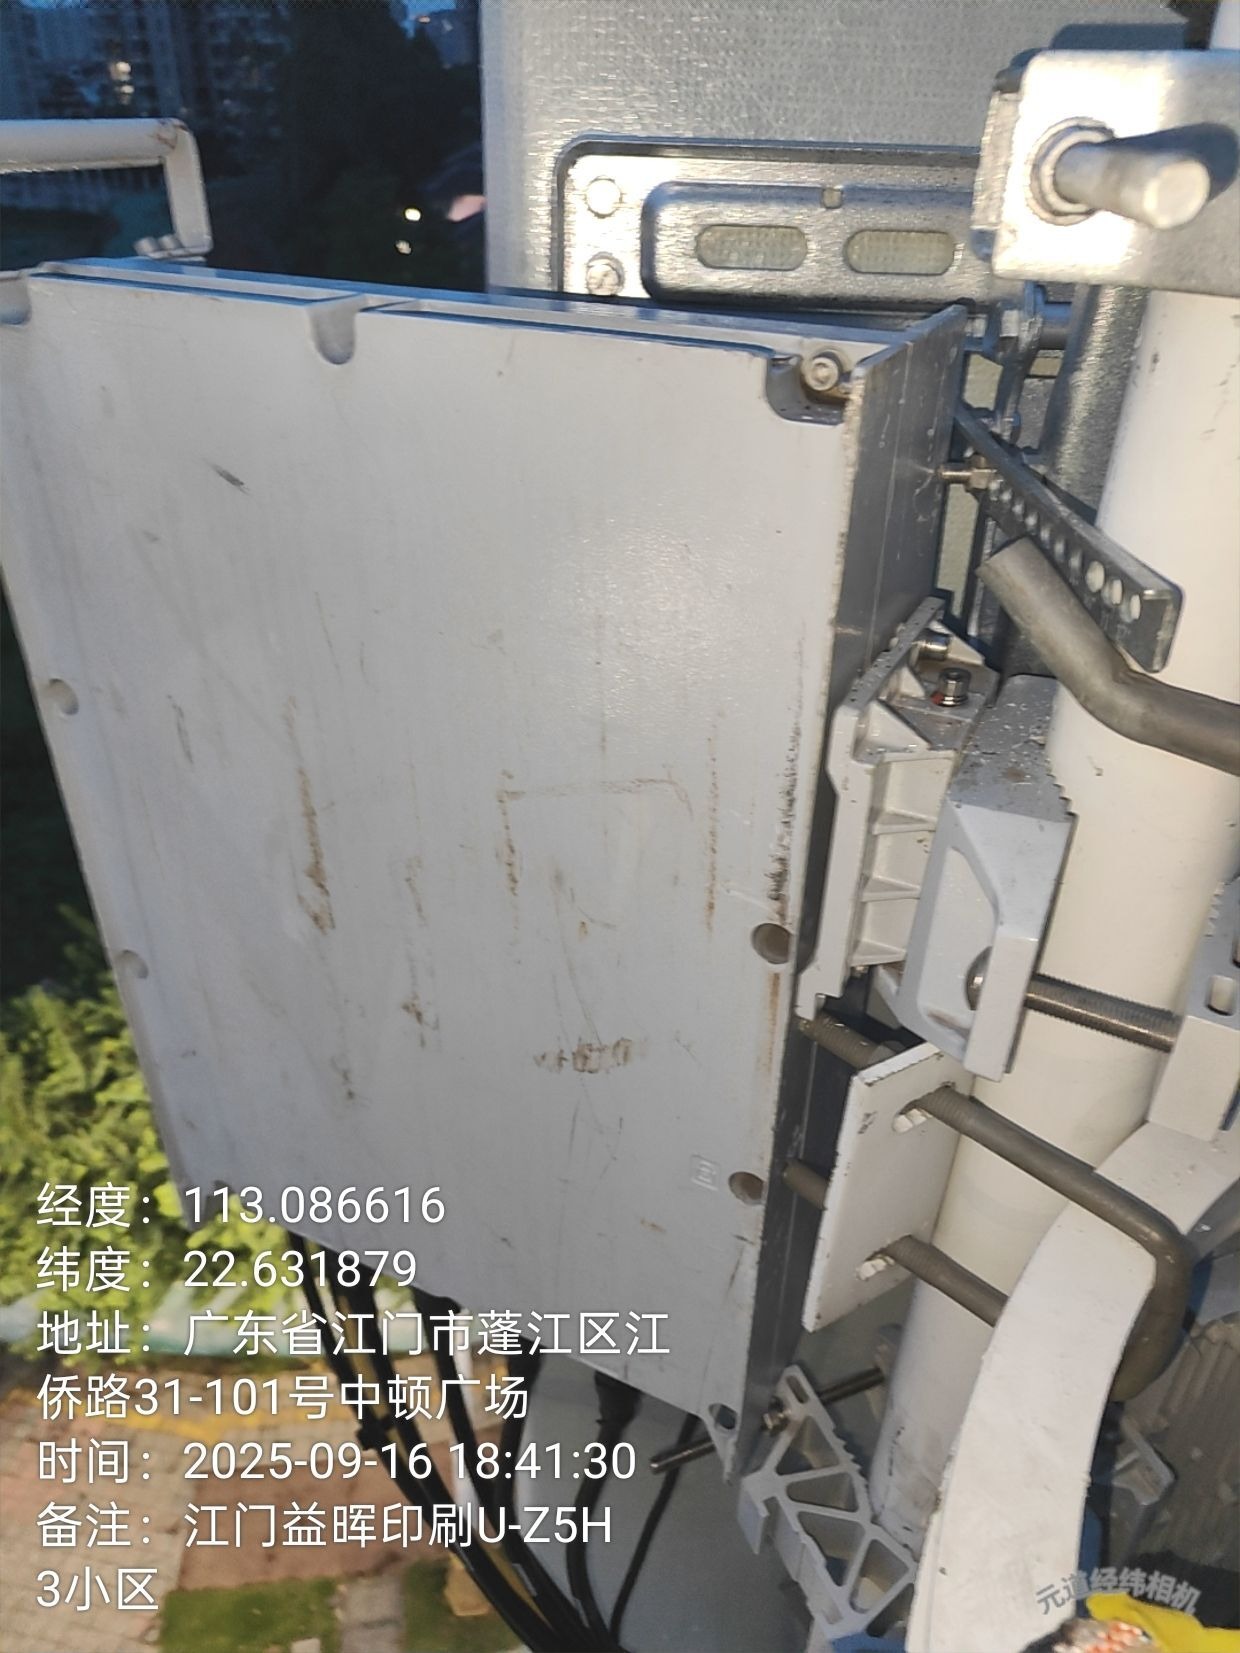 经度：113.086616
纬度：22.631879
地址：广东省江门市蓬江区江
侨路31-101号中顿广场
时间：2025-09-16 18:41:30
备注：江门益晖印刷U-Z5H
3小区
元道经纬相机